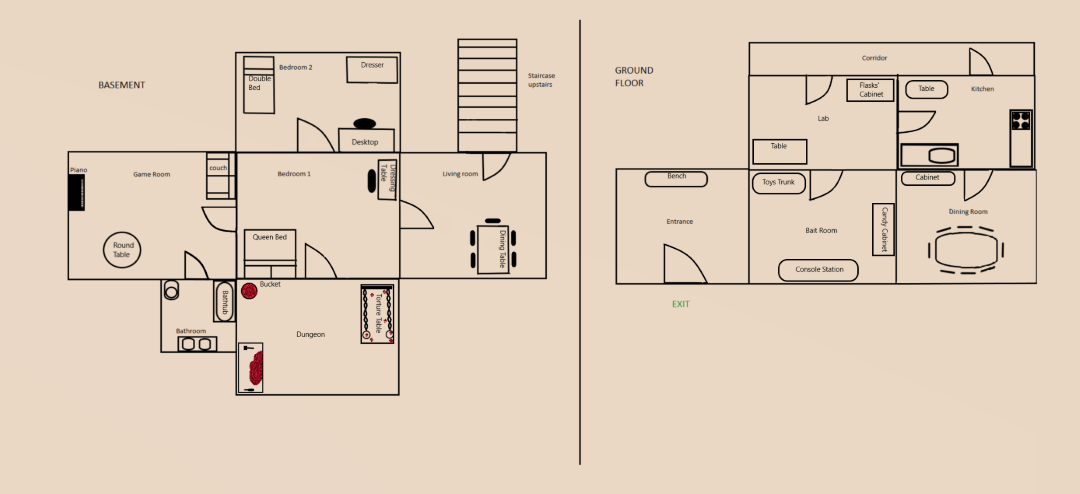 BASEMENT
Bedroom 2
Dresser
Double
Bed
Desktop
Staircase
upstairs
Piano
Game Room
couch
Bedroom 1
Dressing
Table
Living room
Round
Table
Queen Bed
Dining Table
Bucket
Bathtub
Bathroom
Torture Table
Dungeon
GROUND
FLOOR
Corridor
Flasks'
Cabinet
Table
Kitchen
Lab
Table
Bench
Toys Trunk
Cabinet
Entrance
Bait Room
Candy Cabinet
Dining Room
Console Station
EXIT